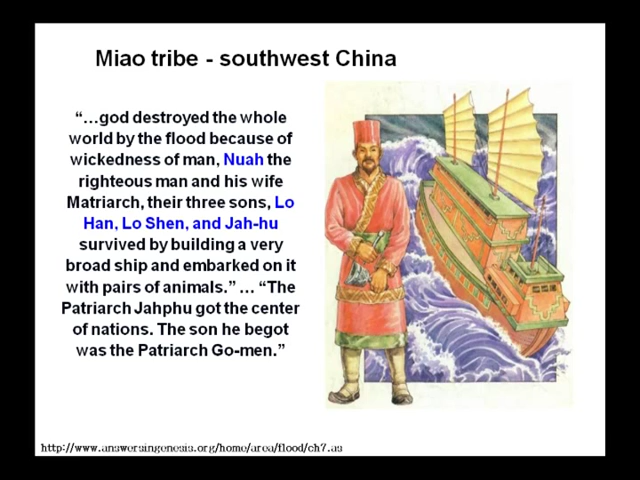 Miao tribe - southwest China
“…god destroyed the whole
world by the flood because of
wickedness of man, Nuah the
righteous man and his wife
Matriarch, their three sons, Lo
Han, Lo Shen, and Jah-hu
survived by building a very
broad ship and embarked on it
with pairs of animals.” … “The
Patriarch Jahphu got the center
of nations. The son he begot
was the Patriarch Go-men.”
http://www.answersingenesis.org/home/area/flood/ch7.as